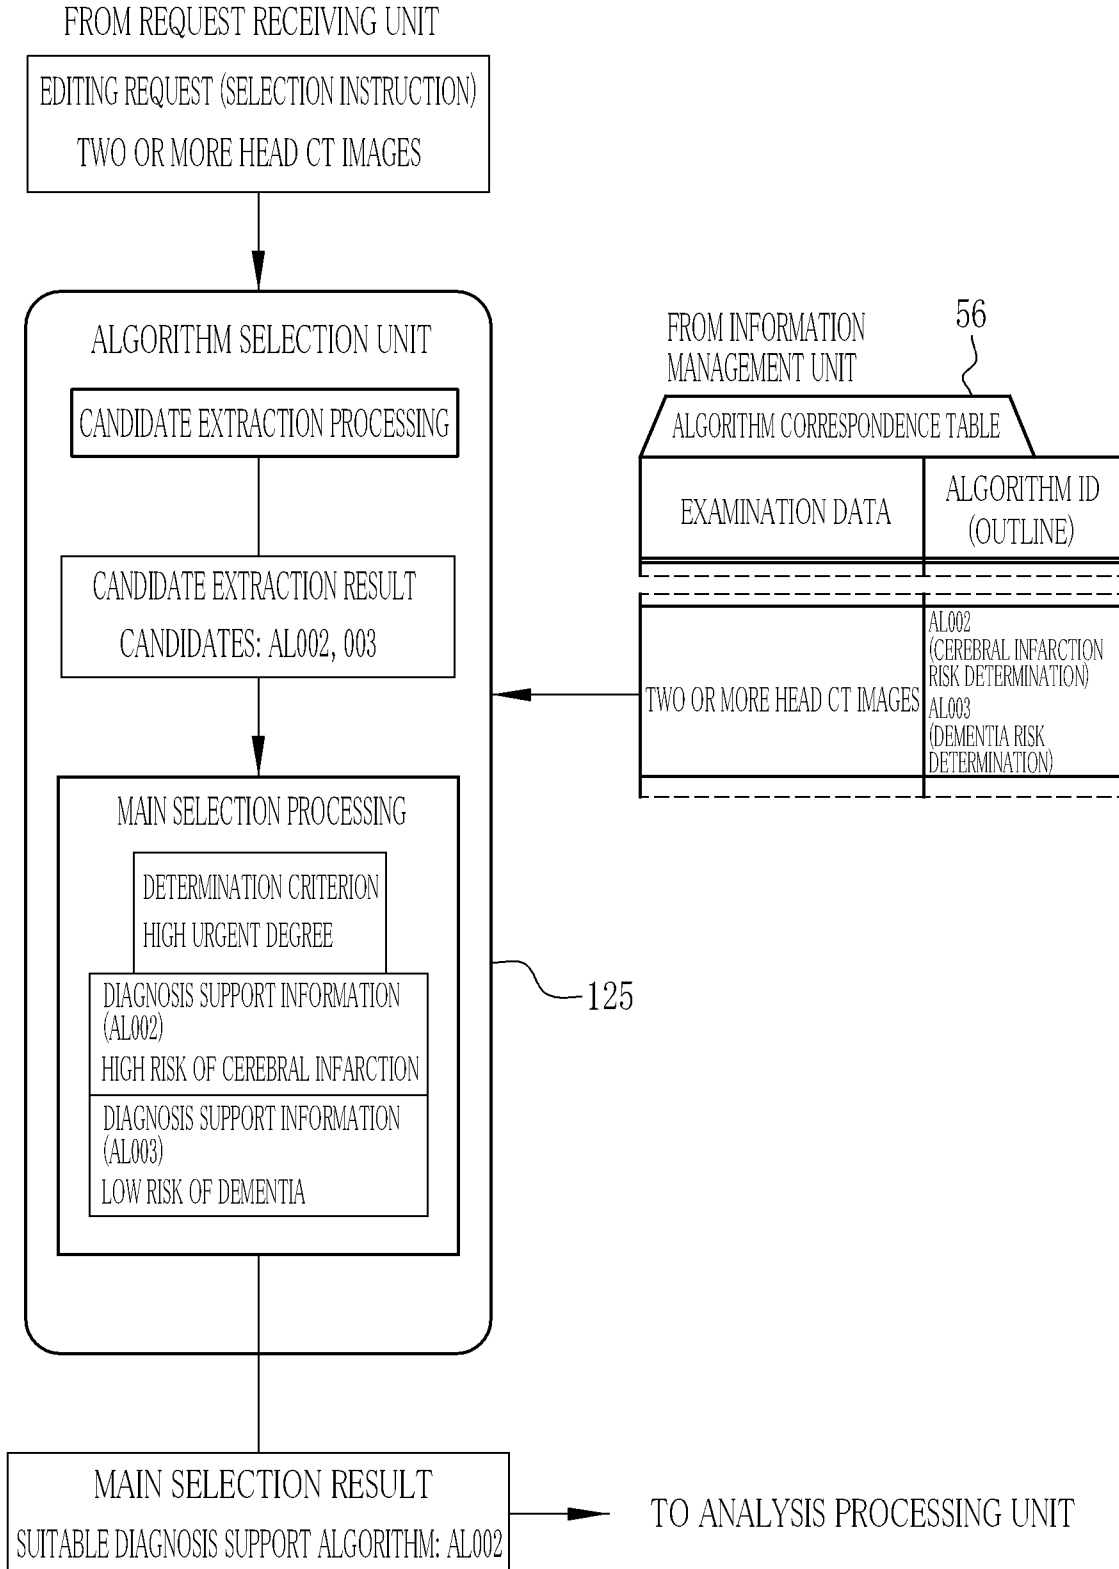 FROM REQUEST RECEIVING UNIT
EDITING REQUEST (SELECTION INSTRUCTION)
TWO OR MORE HEAD CT IMAGES
ALGORITHM SELECTION UNIT
CANDIDATE EXTRACTION PROCESSING
CANDIDATE EXTRACTION RESULT
CANDIDATES: AL002, 003
MAIN SELECTION PROCESSING
DETERMINATION CRITERION
HIGH URGENT DEGREE
DIAGNOSIS SUPPORT INFORMATION
(AL002)
HIGH RISK OF CEREBRAL INFARCTION
DIAGNOSIS SUPPORT INFORMATION
(AL003)
LOW RISK OF DEMENTIA
125
FROM INFORMATION
MANAGEMENT UNIT
56
ALGORITHM CORRESPONDENCE TABLE
EXAMINATION DATA
ALGORITHM ID
(OUTLINE)
TWO OR MORE HEAD CT IMAGES
AL002
(CEREBRAL INFARCTION
RISK DETERMINATION)
AL003
(DEMENTIA RISK
DETERMINATION)
MAIN SELECTION RESULT
SUITABLE DIAGNOSIS SUPPORT ALGORITHM: AL002
TO ANALYSIS PROCESSING UNIT